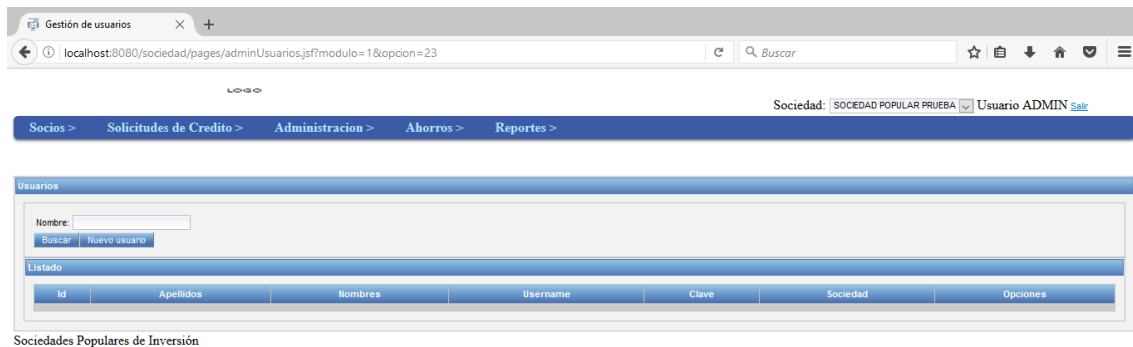 Gestión de usuarios
localhost:8080/sociedad/pages/adminUsuarios.jsf?modulo=1&opcion=23
Buscar
LOGO
Sociedad: SOCIEDAD POPULAR PRUEBA Usuario ADMIN Salir
Socios > Solicitudes de Credito > Administracion > Ahorros > Reportes >
Usuarios
Nombre:
Buscar Nuevo usuario
Listado
Id Apellidos Nombres Username Clave Sociedad Opciones
Sociedades Populares de Inversión